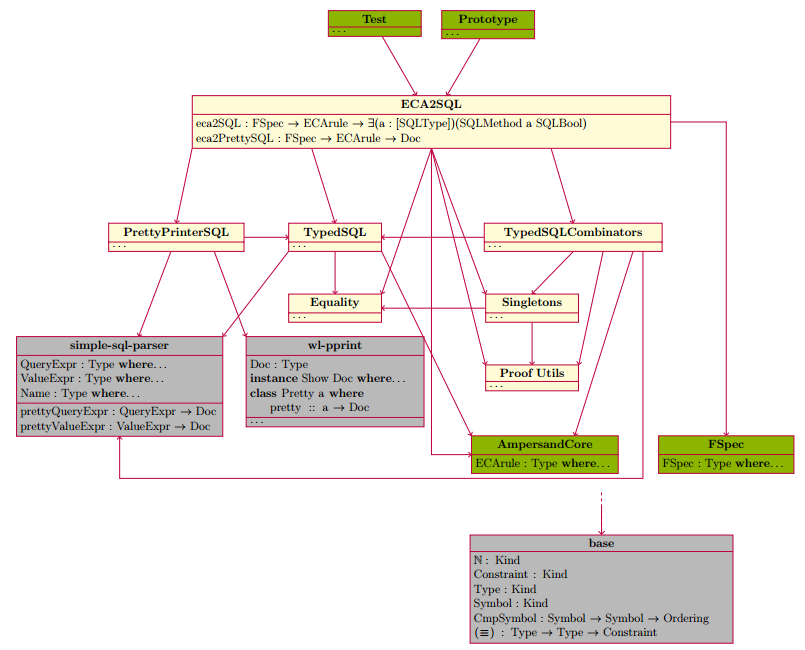 Test
...
Prototype
...
ECA2SQL
eca2SQL : FSpec → ECArule → ∃(a : [SQLType])(SQLMethod a SQLBool)
eca2PrettySQL : FSpec → ECArule → Doc
PrettyPrinterSQL
...
TypedSQL
...
TypedSQLCombinators
...
Equality
...
Singletons
...
simple-sql-parser
QueryExpr : Type where...
ValueExpr : Type where...
Name : Type where...
prettyQueryExpr : QueryExpr → Doc
prettyValueExpr : ValueExpr → Doc
wl-pprint
Doc : Type
instance Show Doc where...
class Pretty a where
pretty :: a → Doc
...
Proof Utils
...
AmpersandCore
ECArule : Type where...
FSpec
FSpec : Type where...
base
ℕ : Kind
Constraint : Kind
Type : Kind
Symbol : Kind
CmpSymbol : Symbol → Symbol → Ordering
(≡) : Type → Type → Constraint